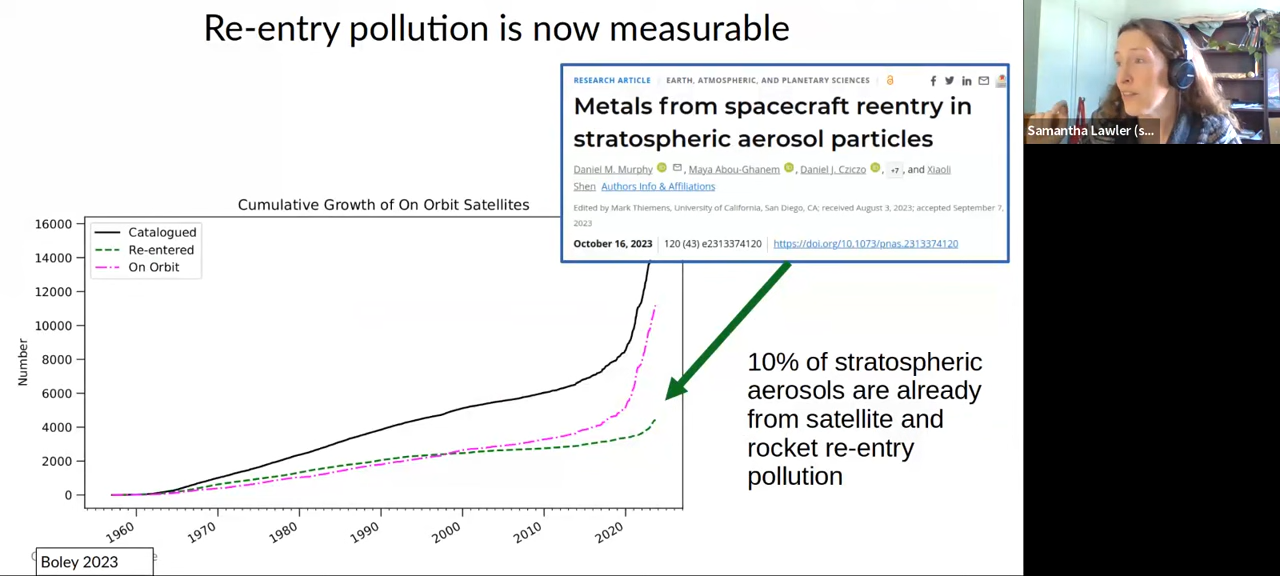 Re-entry pollution is now measurable
RESEARCH ARTICLE EARTH, ATMOSPHERIC, AND PLANETARY SCIENCES
Metals from spacecraft reentry in
stratospheric aerosol particles
Daniel M. Murphy, Maya Abou-Ghanem, Daniel J. Cziczo, +7, and Xiaoli
Shen Authors Info & Affiliations
Edited by Mark Thiemens, University of California, San Diego, CA; received August 3, 2023; accepted September 7,
2023
October 16, 2023 120 (43) e2313374120 https://doi.org/10.1073/pnas.2313374120
Samantha Lawler (s...
Cumulative Growth of On Orbit Satellites
Catalogued
Re-entered
On Orbit
Number
16000
14000
12000
10000
8000
6000
4000
2000
0
1960 1970 1980 1990 2000 2010 2020
10% of stratospheric
aerosols are already
from satellite and
rocket re-entry
pollution
Boley 2023